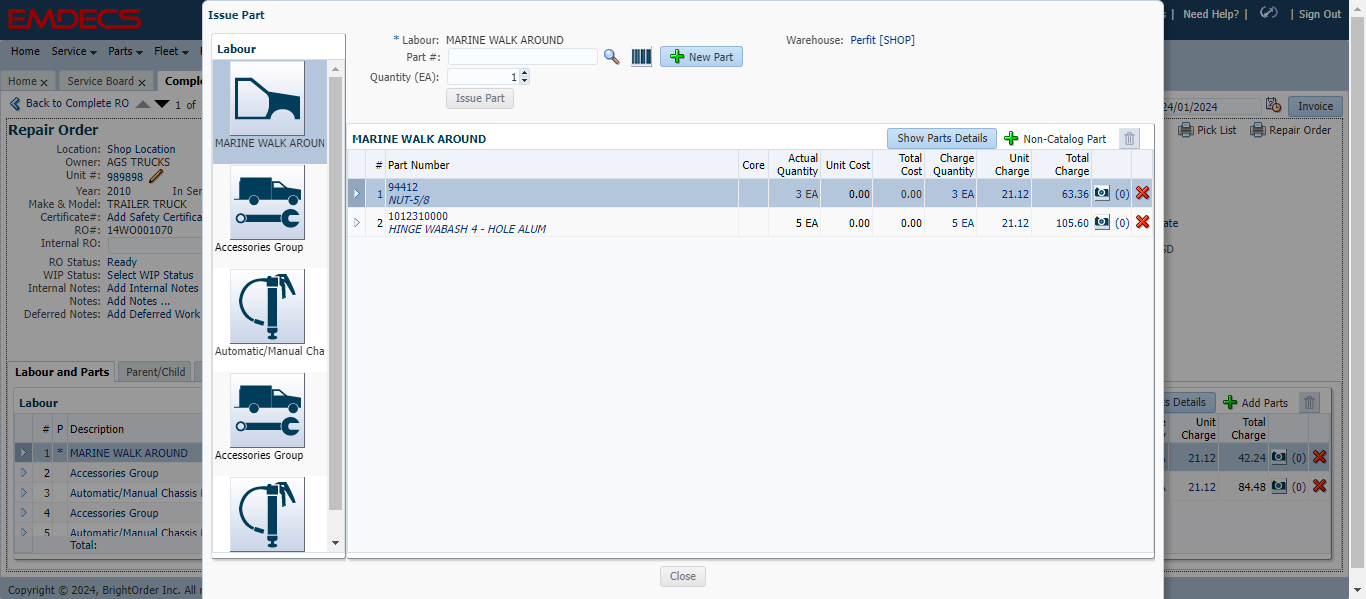 EMDECS
s | Need Help? | | Sign Out
Home Service Parts Fleet
Home x Service Board x Comple
Back to Complete RO 1 of
24/01/2024 Invoice
Pick List Repair Order
Repair Order
Location: Shop Location
Owner: AGS TRUCKS
Unit #: 989898
Year: 2010 In Ser
Make & Model: TRAILER TRUCK
Certificate#: Add Safety Certifica
RO#: 14WO001070
Internal RO:
RO Status: Ready
WIP Status: Select WIP Status
Internal Notes: Add Internal Notes
Notes: Add Notes ...
Deferred Notes: Add Deferred Work
ate
SD
Labour and Parts Parent/Child
Labour
# P Description
1 * MARINE WALK AROUND
2 Accessories Group
3 Automatic/Manual Chassis
4 Accessories Group
5 Automatic/Manual Chassis
Total:
s Details Add Parts
Unit Charge Total Charge
21.12 42.24 (0)
21.12 84.48 (0)
Copyright © 2024, BrightOrder Inc. All
Issue Part
Labour
MARINE WALK AROUN
Accessories Group
Automatic/Manual Cha
Accessories Group
* Labour: MARINE WALK AROUND
Warehouse: Perfit [SHOP]
Part #: New Part
Quantity (EA): 1
Issue Part
MARINE WALK AROUND Show Parts Details Non-Catalog Part
# Part Number Core Actual Quantity Unit Cost Total Cost Charge Quantity Unit Charge Total Charge
1 94412 3 EA 0.00 0.00 3 EA 21.12 63.36 (0)
NUT-5/8
2 1012310000 5 EA 0.00 0.00 5 EA 21.12 105.60 (0)
HINGE WABASH 4 - HOLE ALUM
Close